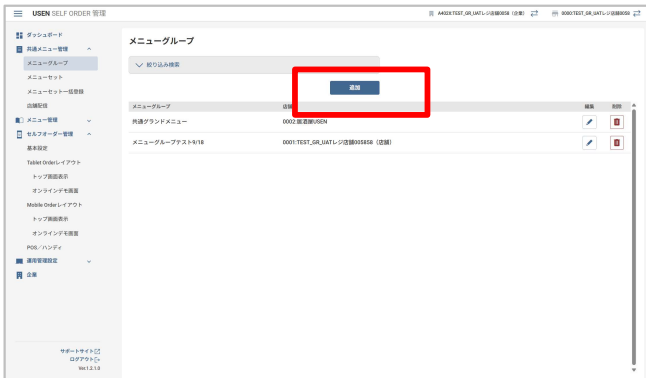 USEN SELF ORDER 管理
A4020:TEST_GR_UATレジ店舗0058（企業）
0000:TEST_GR_UATレジ店舗0058
ダッシュボード
共通メニュー管理
メニューグループ
メニューセット
メニューセット一括登録
店舗配信
メニュー管理
セルフオーダー管理
基本設定
Tablet Orderレイアウト
トップ画面表示
オンラインデモ画面
Mobile Orderレイアウト
トップ画面表示
オンラインデモ画面
POS／ハンディ
運用管理設定
企業
サポートサイト
ログアウト
Ver.1.2.1.0
メニューグループ
絞り込み検索
追加
メニューグループ
店舗
編集
削除
共通グランドメニュー
0002:居酒屋USEN
メニューグループテスト9/18
0001:TEST_GR_UATレジ店舗005858（店舗）